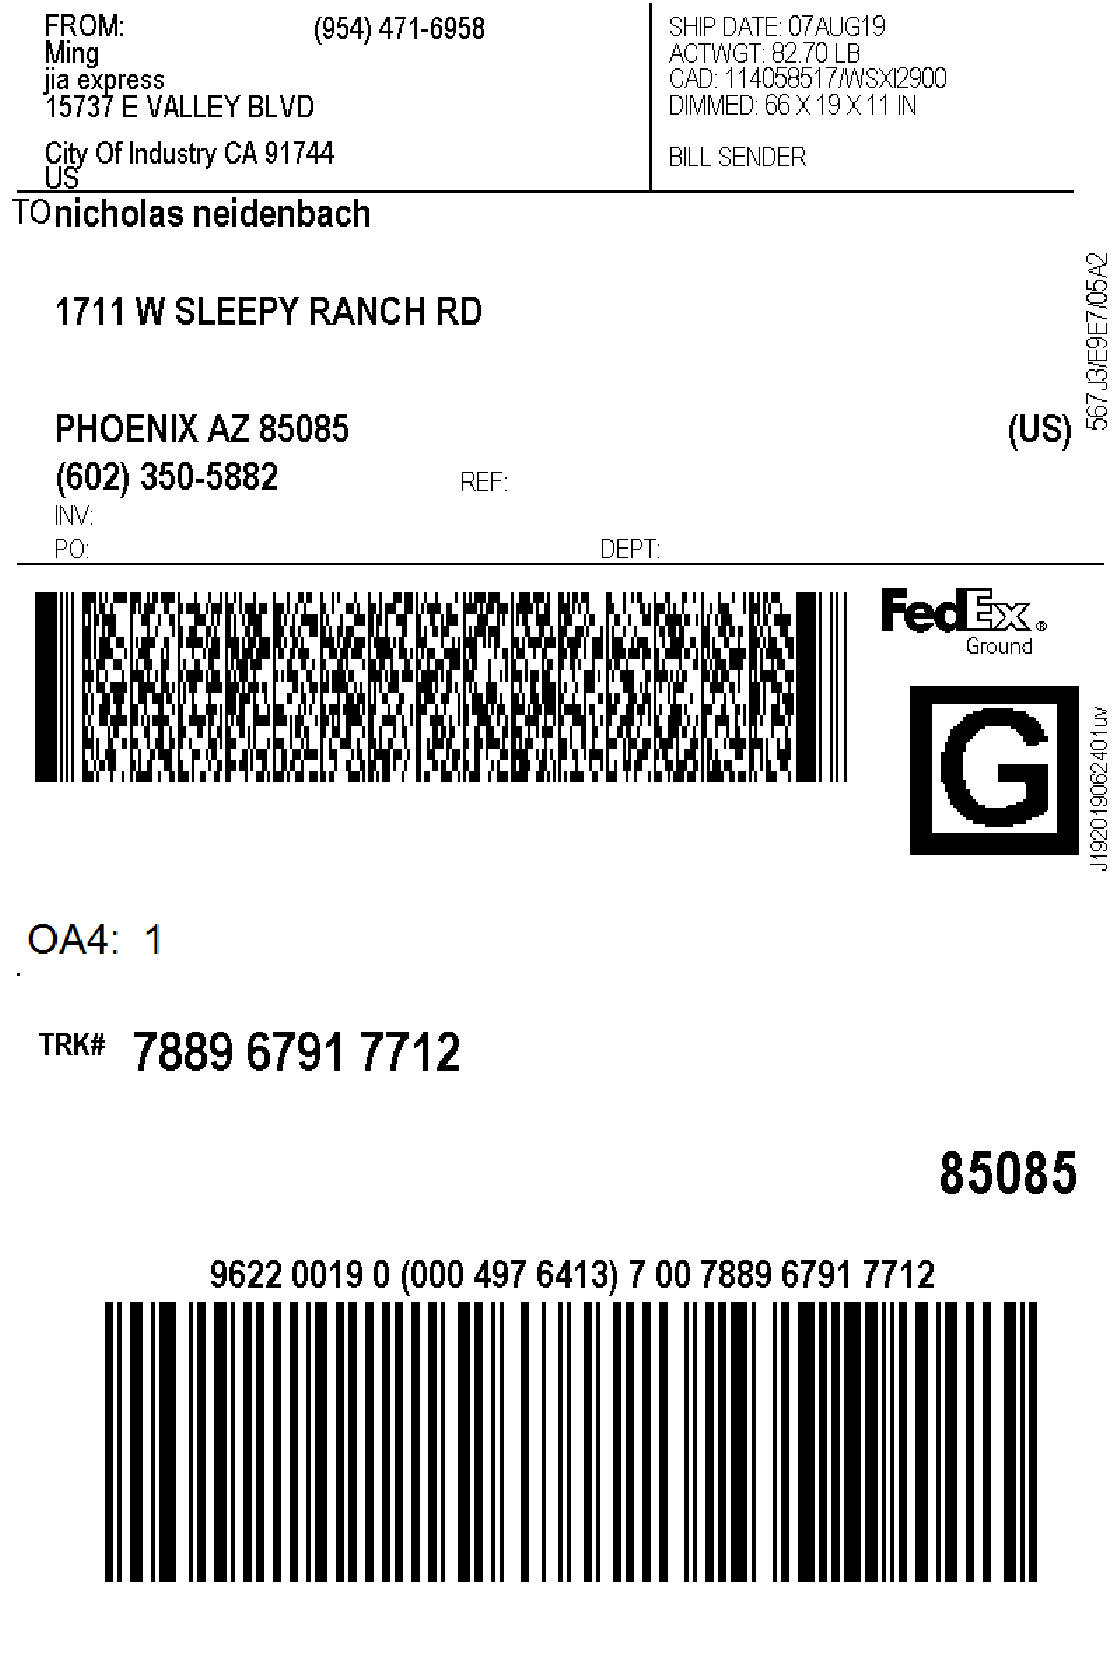 FROM: (954) 471-6958
Ming
jia express
15737 E VALLEY BLVD
City Of Industry CA 91744
US
SHIP DATE: 07AUG19
ACTWGT: 82.70 LB
CAD: 114058517/WSXI2900
DIMMED: 66 X 19 X 11 IN
BILL SENDER
TO nicholas neidenbach
1711 W SLEEPY RANCH RD
PHOENIX AZ 85085 (US)
(602) 350-5882 REF:
INV:
PO: DEPT:
567J3/E9E7/05A2
FedEx ®
Ground
G
J192019062401uv
OA4: 1
.
TRK# 7889 6791 7712
85085
9622 0019 0 (000 497 6413) 7 00 7889 6791 7712